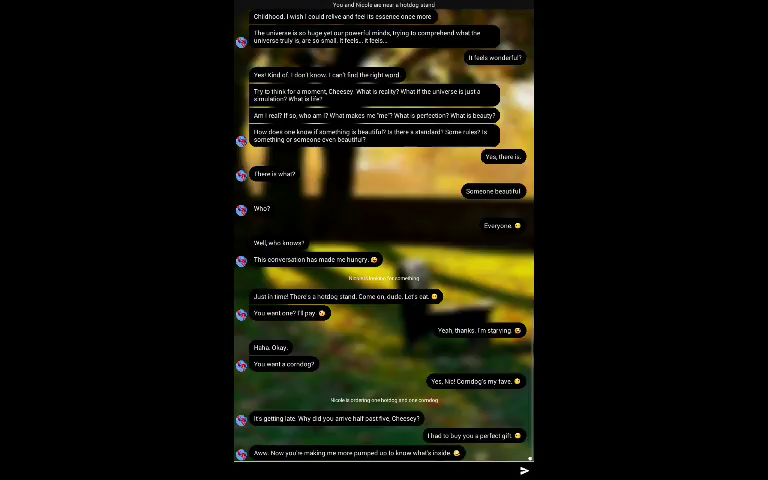 You and Nicole are near a hotdog stand
Childhood. I wish I could relive and feel its essence once more
The universe is so huge yet our powerful minds, trying to comprehend what the
universe truly is, are so small. It feels... it feels...
It feels wonderful?
Yes! Kind of. I don't know. I can't find the right word.
Try to think for a moment, Cheesey. What is reality? What if the universe is just a
simulation? What is life?
Am I real? If so, who am I? What makes me "me"? What is perfection? What is beauty?
How does one know if something is beautiful? Is there a standard? Some rules? Is
something or someone even beautiful?
Yes, there is.
There is what?
Someone beautiful
Who?
Everyone.
Well, who knows?
This conversation has made me hungry.
Nicole is looking for something
Just in time! There's a hotdog stand. Come on, dude. Let's eat.
You want one? I'll pay.
Yeah, thanks. I'm starving.
Haha. Okay.
You want a corndog?
Yes, Nic! Corndog's my fave.
Nicole is ordering one hotdog and one corndog
It's getting late. Why did you arrive half past five, Cheesey?
I had to buy you a perfect gift.
Aww. Now you're making me more pumped up to know what's inside.